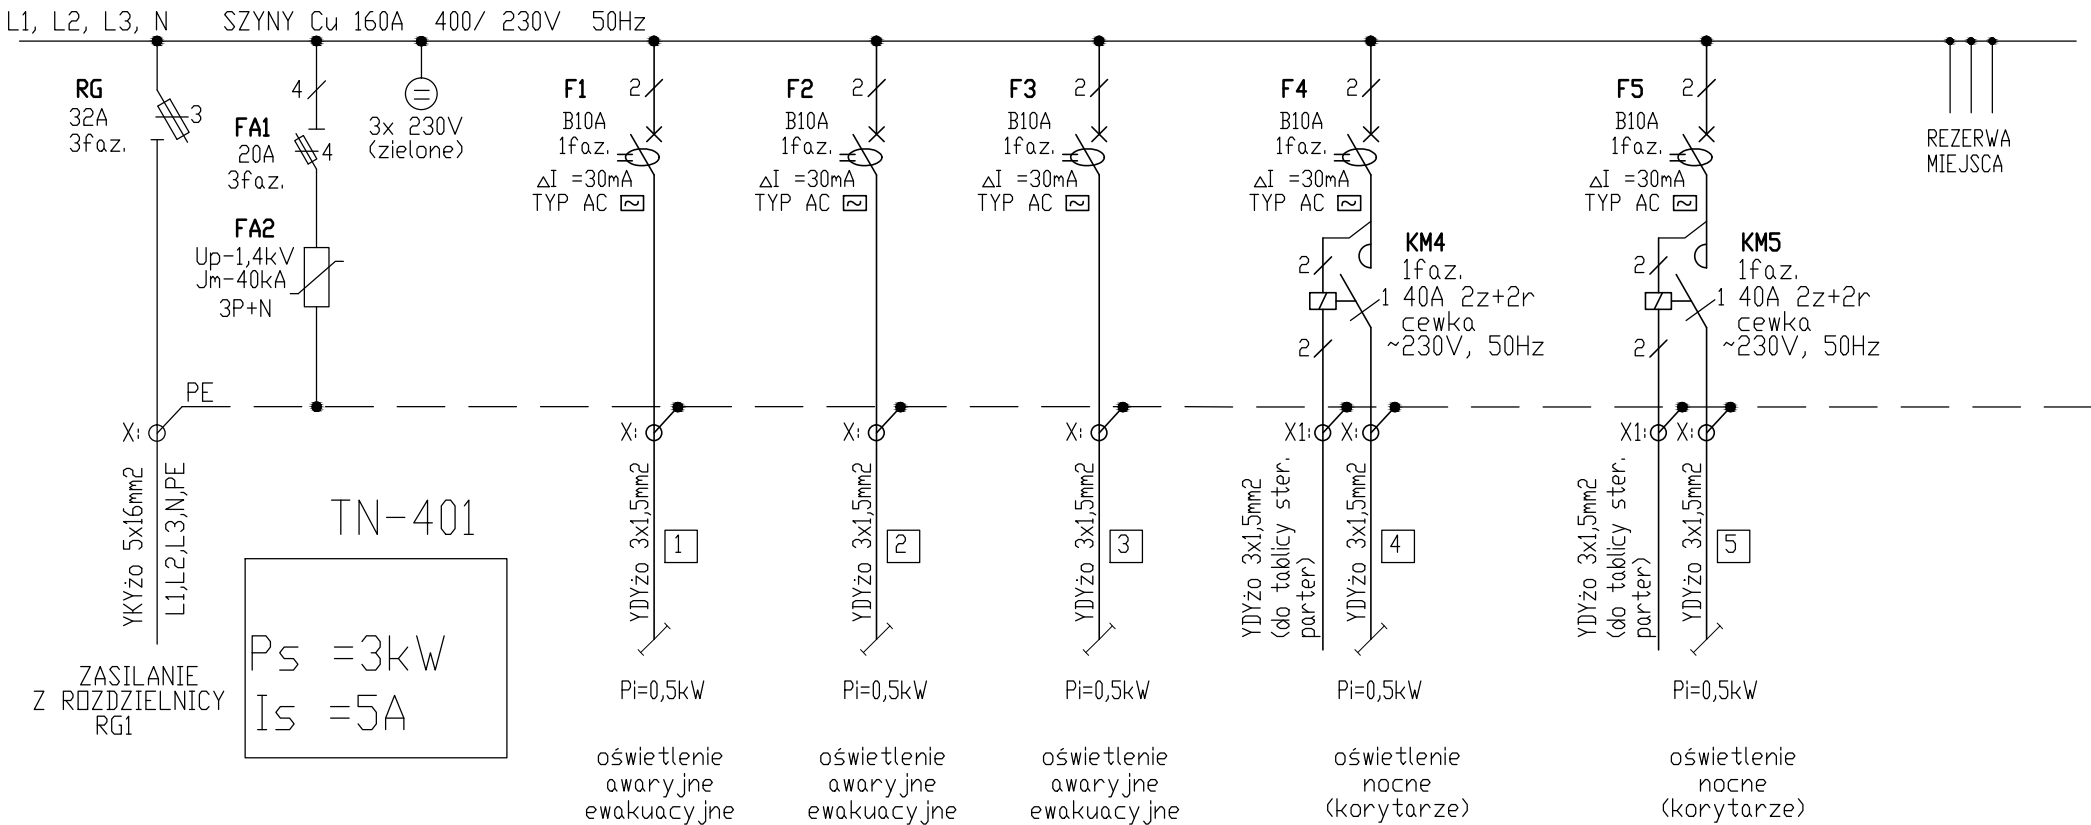 L1, L2, L3, N SZYNY Cu 160A 400/ 230V 50Hz
RG
32A
3faz.
3
4
FA1
20A
3faz.
4
FA2
Up-1,4kV
Jm-40kA
3P+N
3x 230V
(zielone)
F1
2
B10A
1faz.
ΔI =30mA
TYP AC ~
F2
2
B10A
1faz.
ΔI =30mA
TYP AC ~
F3
2
B10A
1faz.
ΔI =30mA
TYP AC ~
F4
2
B10A
1faz.
ΔI =30mA
TYP AC ~
KM4
1faz.
1 40A 2z+2r
cewka
~230V, 50Hz
2
2
F5
2
B10A
1faz.
ΔI =30mA
TYP AC ~
KM5
1faz.
1 40A 2z+2r
cewka
~230V, 50Hz
2
2
REZERWA
MIEJSCA
PE
X:
X:
X:
X:
X1:
X:
X1:
X:
YKYżo 5x16mm2
L1,L2,L3,N,PE
ZASILANIE
Z ROZDZIELNICY
RG1
TN-401
Ps =3kW
Is =5A
YDYżo 3x1,5mm2
1
Pi=0,5kW
oświetlenie
awaryjne
ewakuacyjne
YDYżo 3x1,5mm2
2
Pi=0,5kW
oświetlenie
awaryjne
ewakuacyjne
YDYżo 3x1,5mm2
3
Pi=0,5kW
oświetlenie
awaryjne
ewakuacyjne
YDYżo 3x1,5mm2
(do tablicy ster.
parter)
YDYżo 3x1,5mm2
4
Pi=0,5kW
oświetlenie
nocne
(korytarze)
YDYżo 3x1,5mm2
(do tablicy ster.
parter)
YDYżo 3x1,5mm2
5
Pi=0,5kW
oświetlenie
nocne
(korytarze)